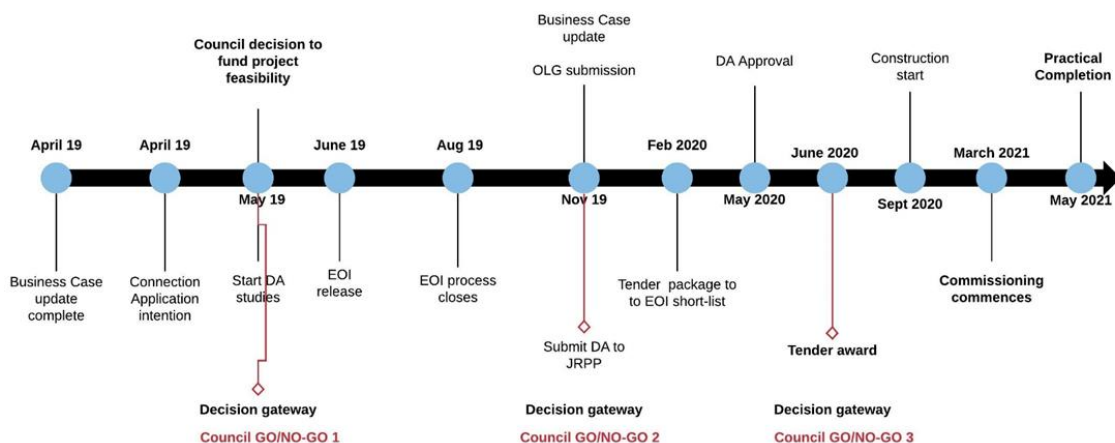 Business Case
update
OLG submission
Council decision to
fund project
feasibility
DA Approval
Construction
start
Practical
Completion
April 19
April 19
June 19
Aug 19
Feb 2020
June 2020
March 2021
May 19
Nov 19
May 2020
Sept 2020
May 2021
Business Case
update
complete
Connection
Application
intention
Start DA
studies
EOI
release
EOI process
closes
Tender package to
to EOI short-list
Commissioning
commences
Submit DA to
JRPP
Tender award
Decision gateway
Council GO/NO-GO 1
Decision gateway
Council GO/NO-GO 2
Decision gateway
Council GO/NO-GO 3